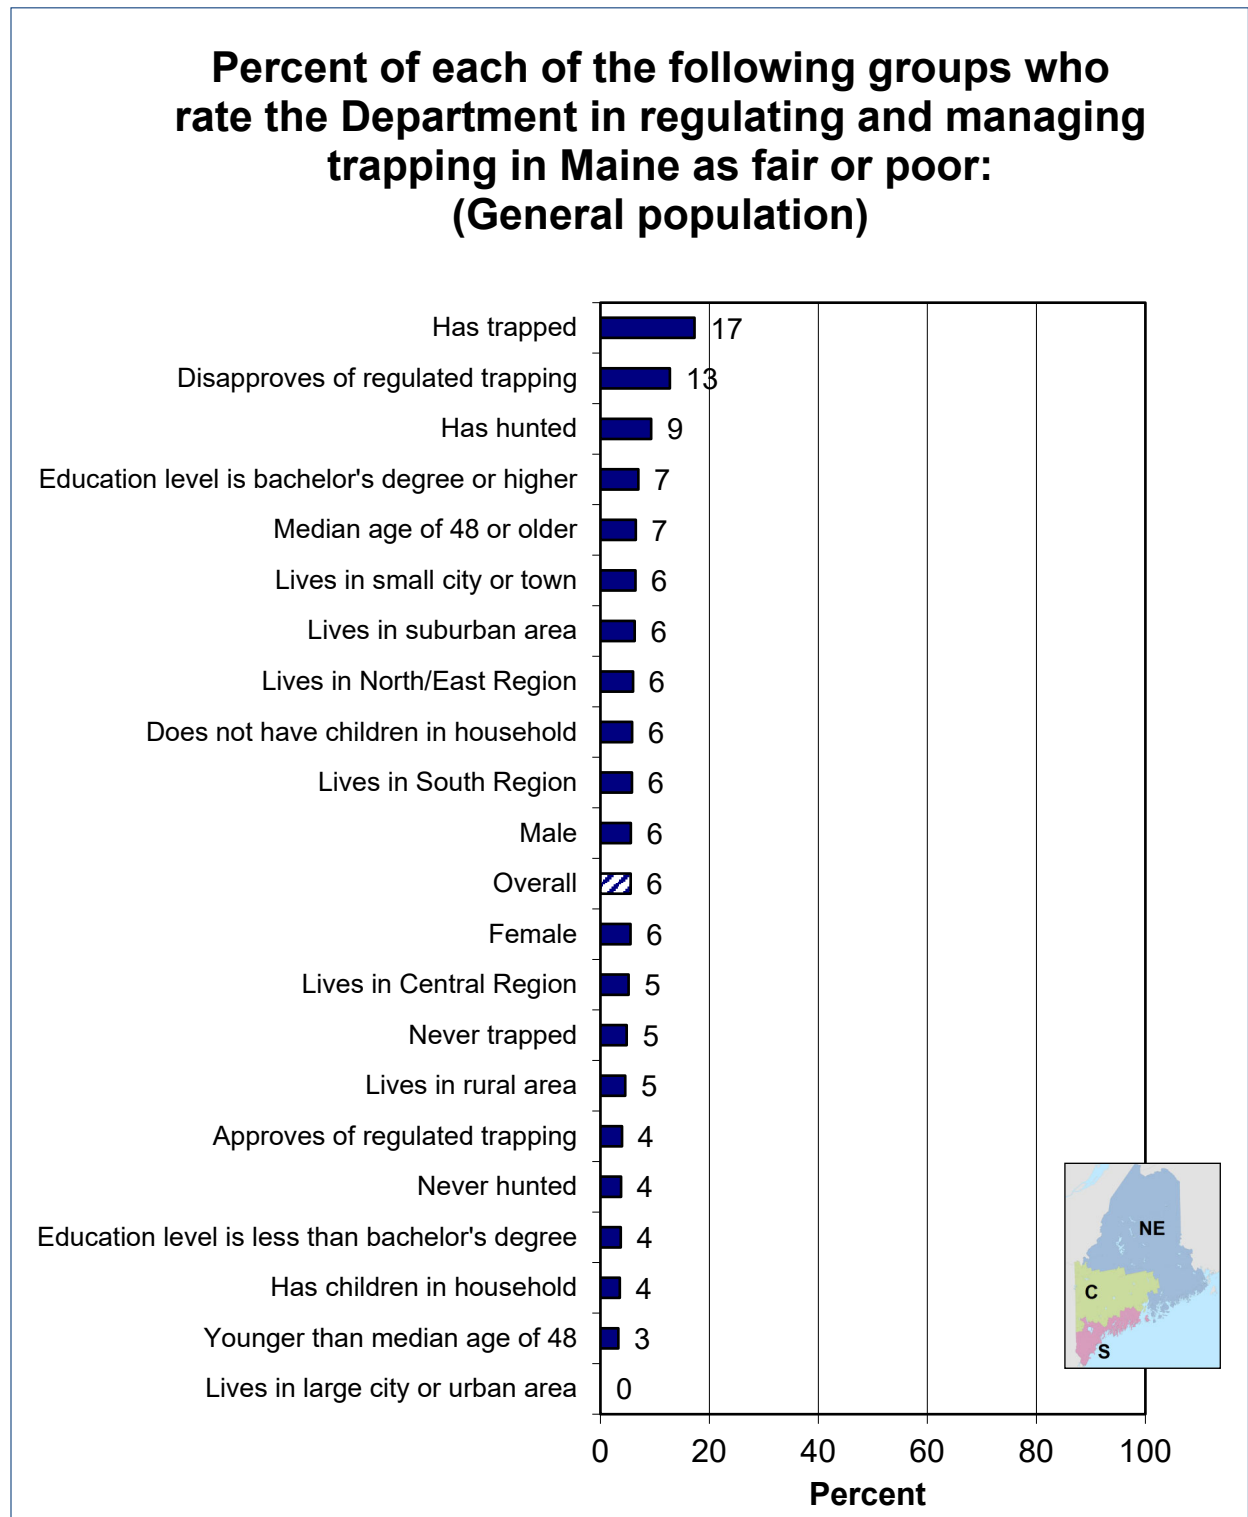 Percent of each of the following groups who
rate the Department in regulating and managing
trapping in Maine as fair or poor:
(General population)
Has trapped 17
Disapproves of regulated trapping 13
Has hunted 9
Education level is bachelor's degree or higher 7
Median age of 48 or older 7
Lives in small city or town 6
Lives in suburban area 6
Lives in North/East Region 6
Does not have children in household 6
Lives in South Region 6
Male 6
Overall 6
Female 6
Lives in Central Region 5
Never trapped 5
Lives in rural area 5
Approves of regulated trapping 4
Never hunted 4
Education level is less than bachelor's degree 4
Has children in household 4
Younger than median age of 48 3
Lives in large city or urban area 0
NE
C
S
0 20 40 60 80 100
Percent